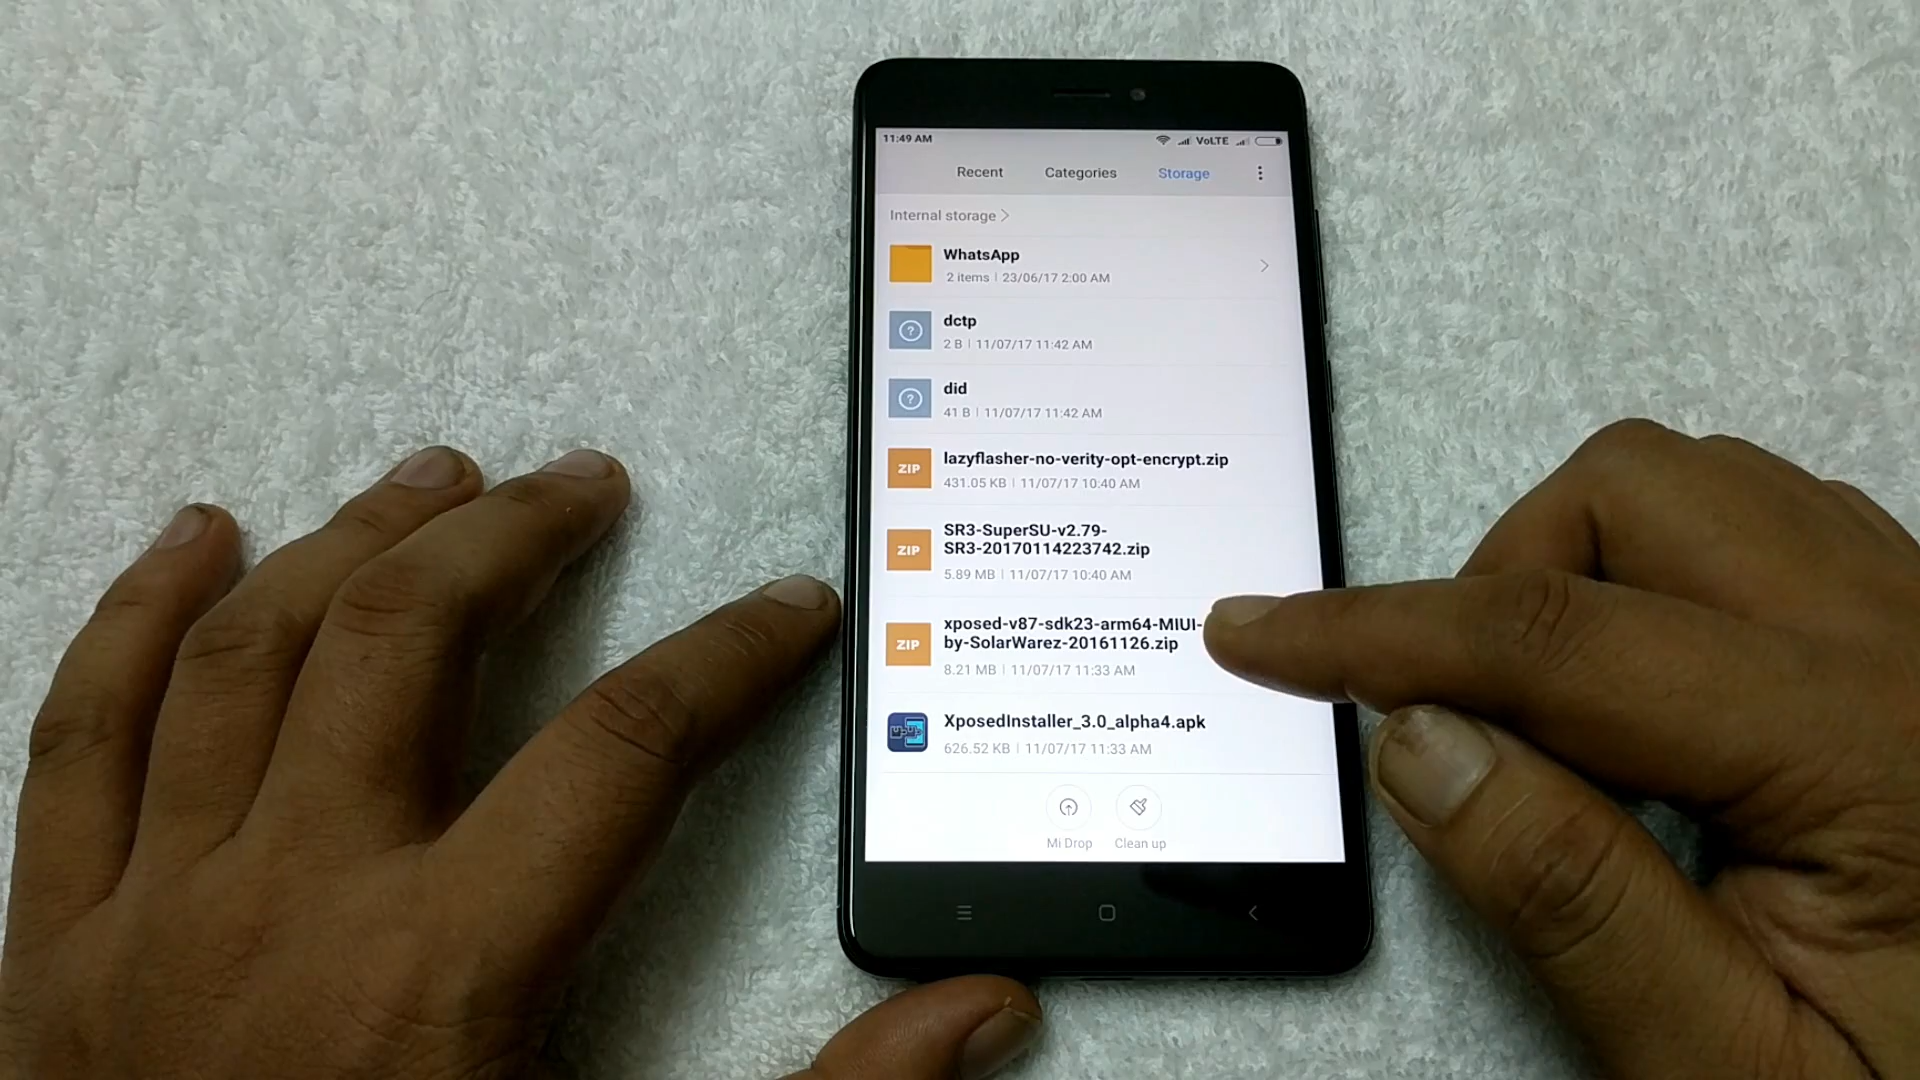 11:49 AM VoLTE
Recent Categories Storage
Internal storage
WhatsApp
2 items | 23/06/17 2:00 AM
dctp
2 B | 11/07/17 11:42 AM
did
41 B | 11/07/17 11:42 AM
ZIP lazyflasher-no-verity-opt-encrypt.zip
431.05 KB | 11/07/17 10:40 AM
SR3-SuperSU-v2.79-
ZIP SR3-20170114223742.zip
5.89 MB | 11/07/17 10:40 AM
xposed-v87-sdk23-arm64-MIUI-
ZIP by-SolarWarez-20161126.zip
8.21 MB | 11/07/17 11:33 AM
XposedInstaller_3.0_alpha4.apk
626.52 KB | 11/07/17 11:33 AM
Mi Drop Clean up